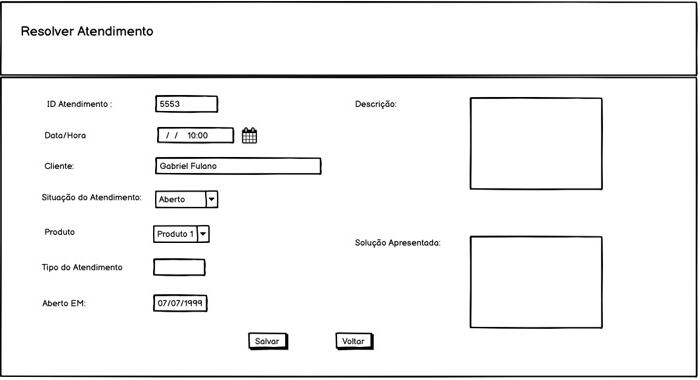 Resolver Atendimento
ID Atendimento :
5553
Data/Hora
/ / 10:00
Cliente:
Gabriel Fulano
Situação do Atendimento:
Aberto
Produto
Produto 1
Tipo do Atendimento
Aberto EM:
07/07/1999
Descrição:
Solução Apresentada:
Salvar
Voltar